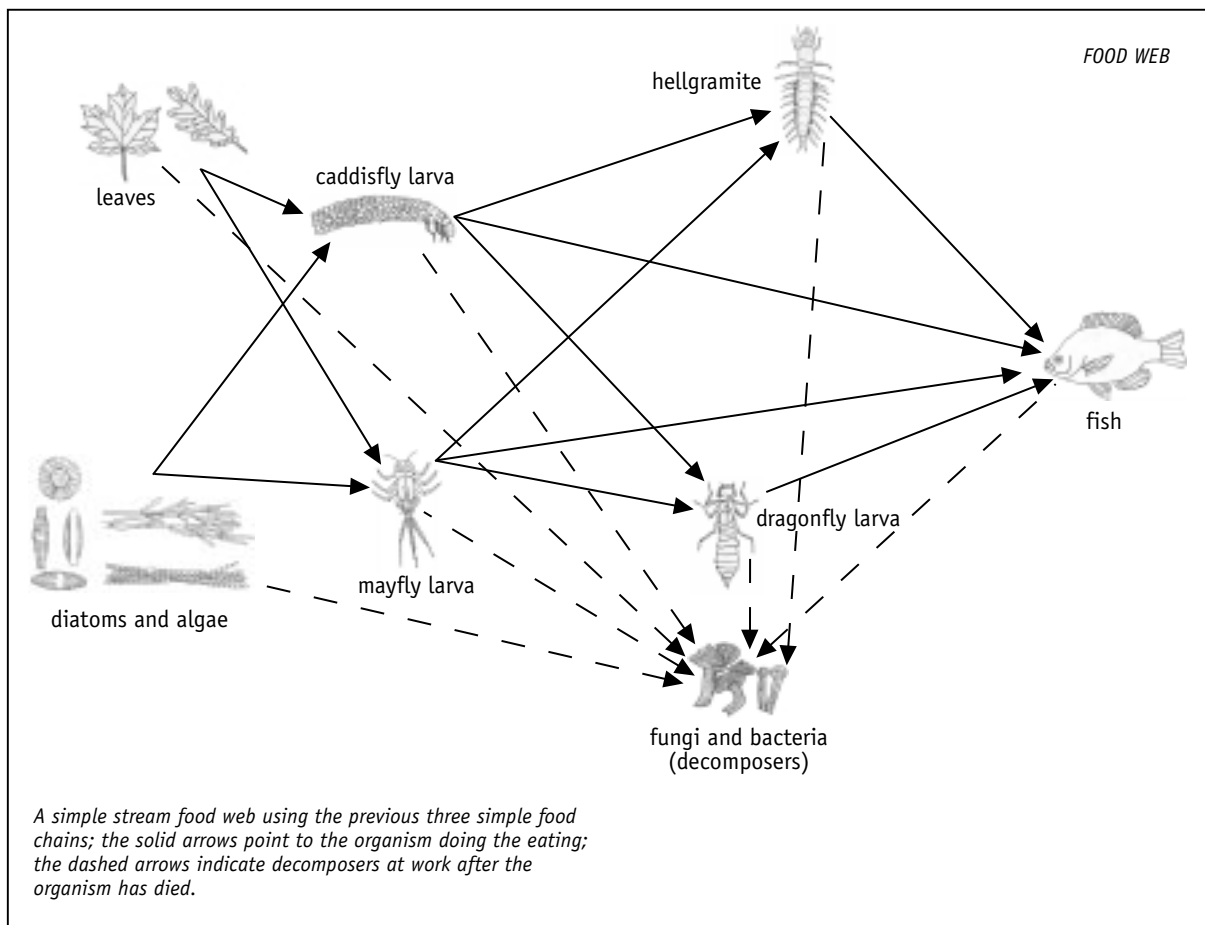 FOOD WEB
hellgramite
leaves
caddisfly larva
fish
dragonfly larva
mayfly larva
diatoms and algae
fungi and bacteria
(decomposers)
A simple stream food web using the previous three simple food
chains; the solid arrows point to the organism doing the eating;
the dashed arrows indicate decomposers at work after the
organism has died.